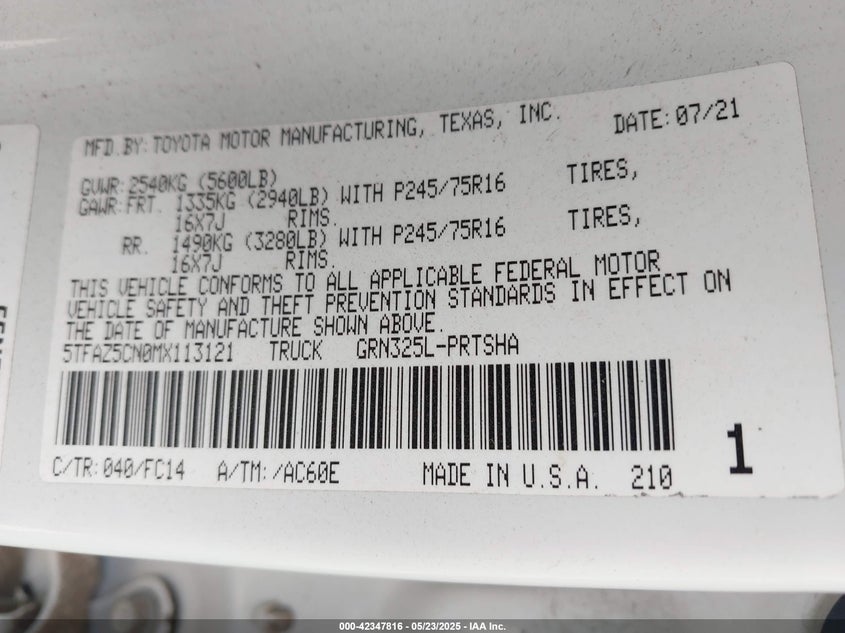 MFD.BY:TOYOTA MOTOR MANUFACTURING, TEXAS, INC. DATE:07/21
GVWR:2540KG (5600LB)
GAWR:FRT. 1335KG (2940LB) WITH P245/75R16 TIRES,
16X7J RIMS.
RR. 1490KG (3280LB) WITH P245/75R16 TIRES,
16X7J RIMS.
THIS VEHICLE CONFORMS TO ALL APPLICABLE FEDERAL MOTOR
VEHICLE SAFETY AND THEFT PREVENTION STANDARDS IN EFFECT ON
THE DATE OF MANUFACTURE SHOWN ABOVE.
5TFAZ5CN0MX113121 TRUCK GRN325L-PRTSHA
C/TR:040/FC14 A/TM:/AC60E MADE IN U.S.A. 210 1
000-42347816 - 05/23/2025 - IAA Inc.